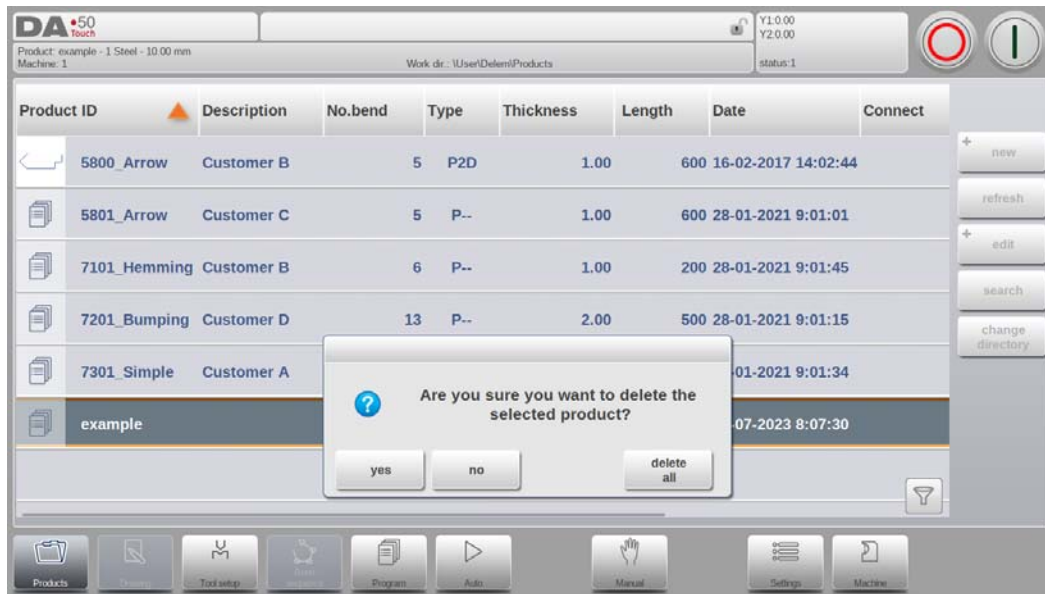 DA•50
Touch
Product: example - 1 Steel - 10.00 mm
Machine: 1
Work dir.: \User\Delem\Products
Y1:0.00
Y2:0.00
status:1
Product ID Description No.bend Type Thickness Length Date Connect
5800_Arrow Customer B 5 P2D 1.00 600 16-02-2017 14:02:44
5801_Arrow Customer C 5 P-- 1.00 600 28-01-2021 9:01:01
7101_Hemming Customer B 6 P-- 1.00 200 28-01-2021 9:01:45
7201_Bumping Customer D 13 P-- 2.00 500 28-01-2021 9:01:15
7301_Simple Customer A -01-2021 9:01:34
example -07-2023 8:07:30
Are you sure you want to delete the
selected product?
yes
no
delete
all
+ new
refresh
+ edit
search
change
directory
Products
Drawing
Tool setup
sequence
Program
Auto
Manual
Settings
Machine